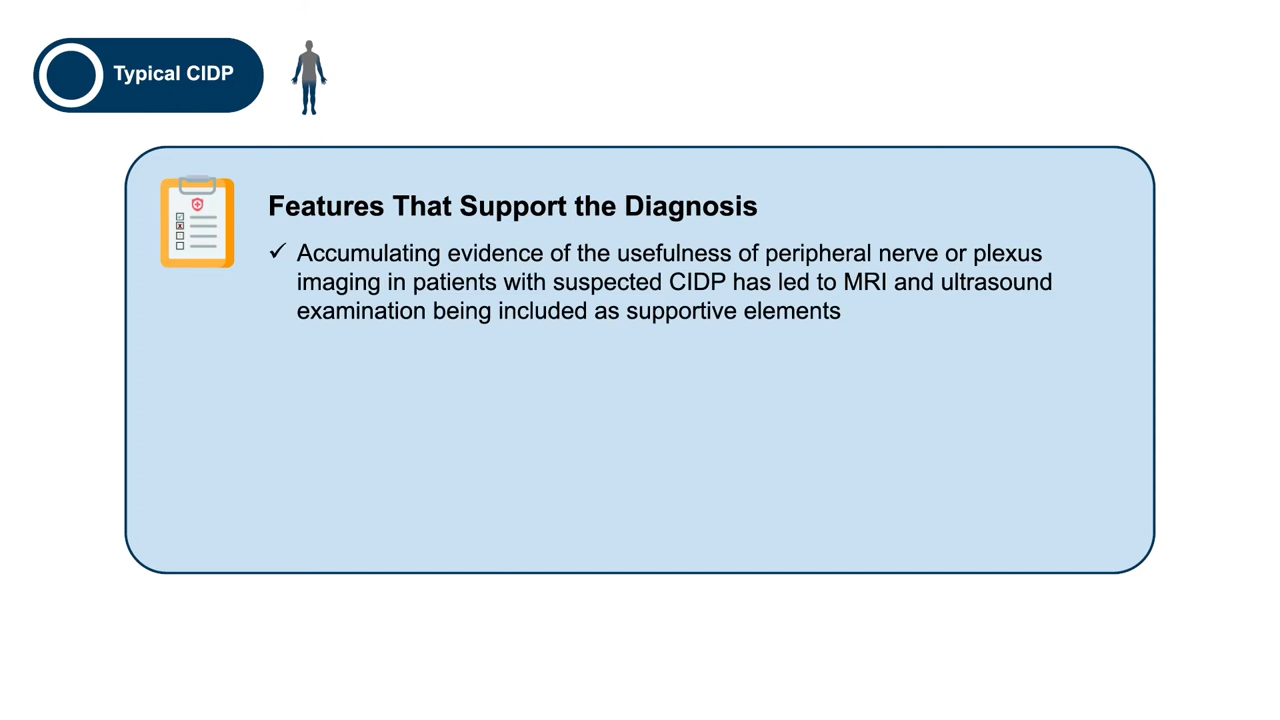 Typical CIDP
Features That Support the Diagnosis
✓ Accumulating evidence of the usefulness of peripheral nerve or plexus
imaging in patients with suspected CIDP has led to MRI and ultrasound
examination being included as supportive elements